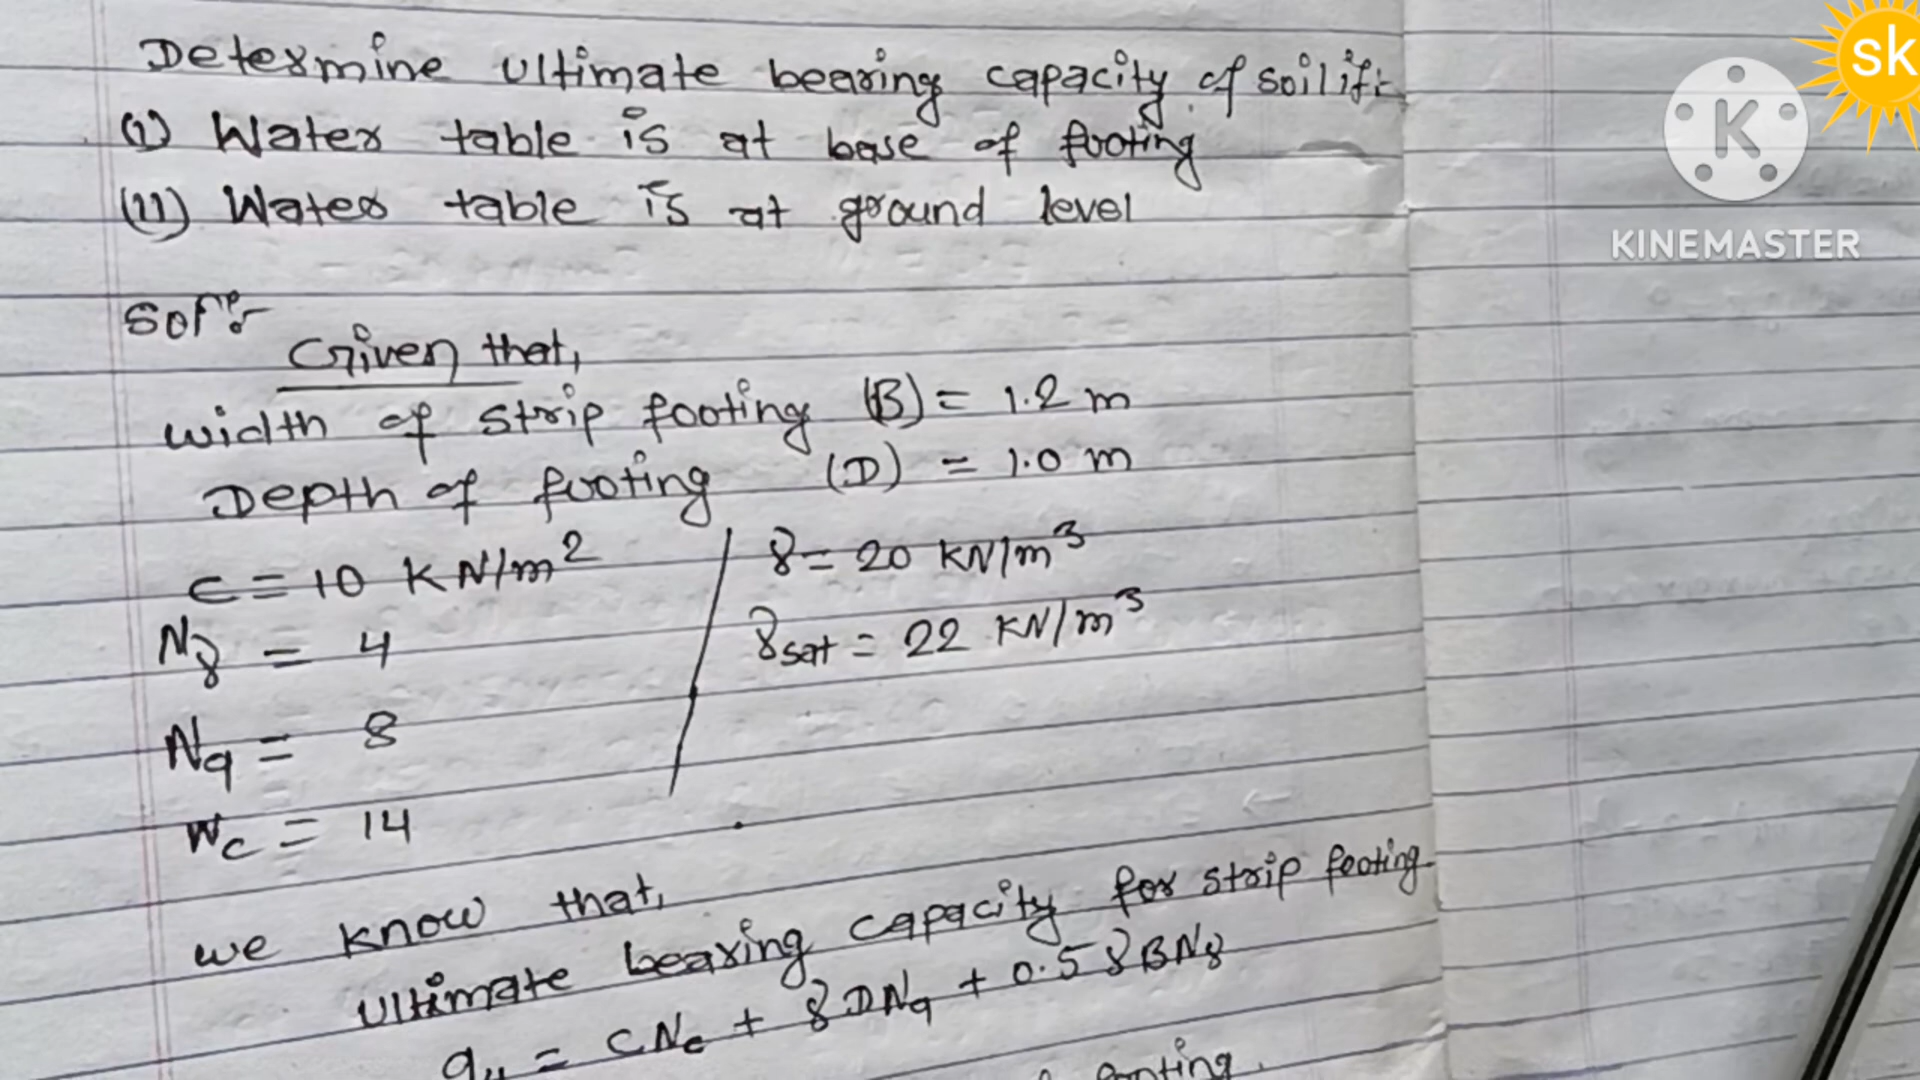 Determine ultimate bearing capacity of soil if:-
(i) Water table is at base of footing
(ii) Water table is at ground level
Solⁿ:-
Given that,
width of strip footing (B) = 1.2 m
Depth of footing (D) = 1.0 m
c = 10 KN/m²
γ = 20 KN/m³
Nγ = 4
γsat = 22 KN/m³
Nq = 8
Nc = 14
we know that,
Ultimate bearing capacity for strip footing
qu = CNc + γDNq + 0.5γBNγ
footing.
sk
K
KINEMASTER